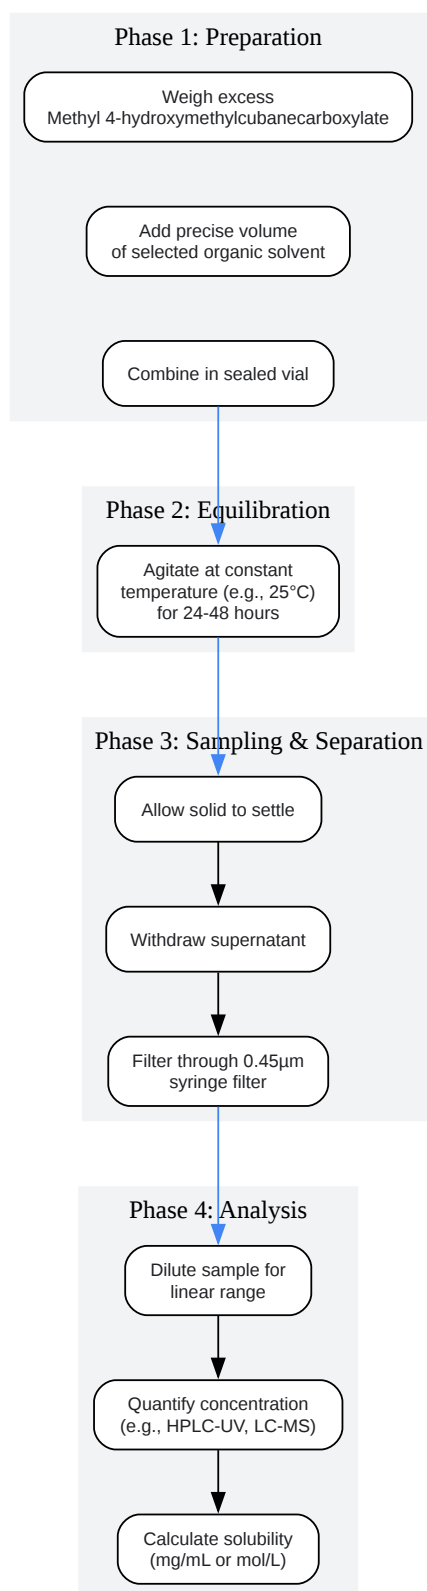 Phase 1: Preparation
Weigh excess
Methyl 4-hydroxymethylcubanecarboxylate
Add precise volume
of selected organic solvent
Combine in sealed vial
Phase 2: Equilibration
Agitate at constant
temperature (e.g., 25°C)
for 24-48 hours
Phase 3: Sampling & Separation
Allow solid to settle
Withdraw supernatant
Filter through 0.45µm
syringe filter
Phase 4: Analysis
Dilute sample for
linear range
Quantify concentration
(e.g., HPLC-UV, LC-MS)
Calculate solubility
(mg/mL or mol/L)